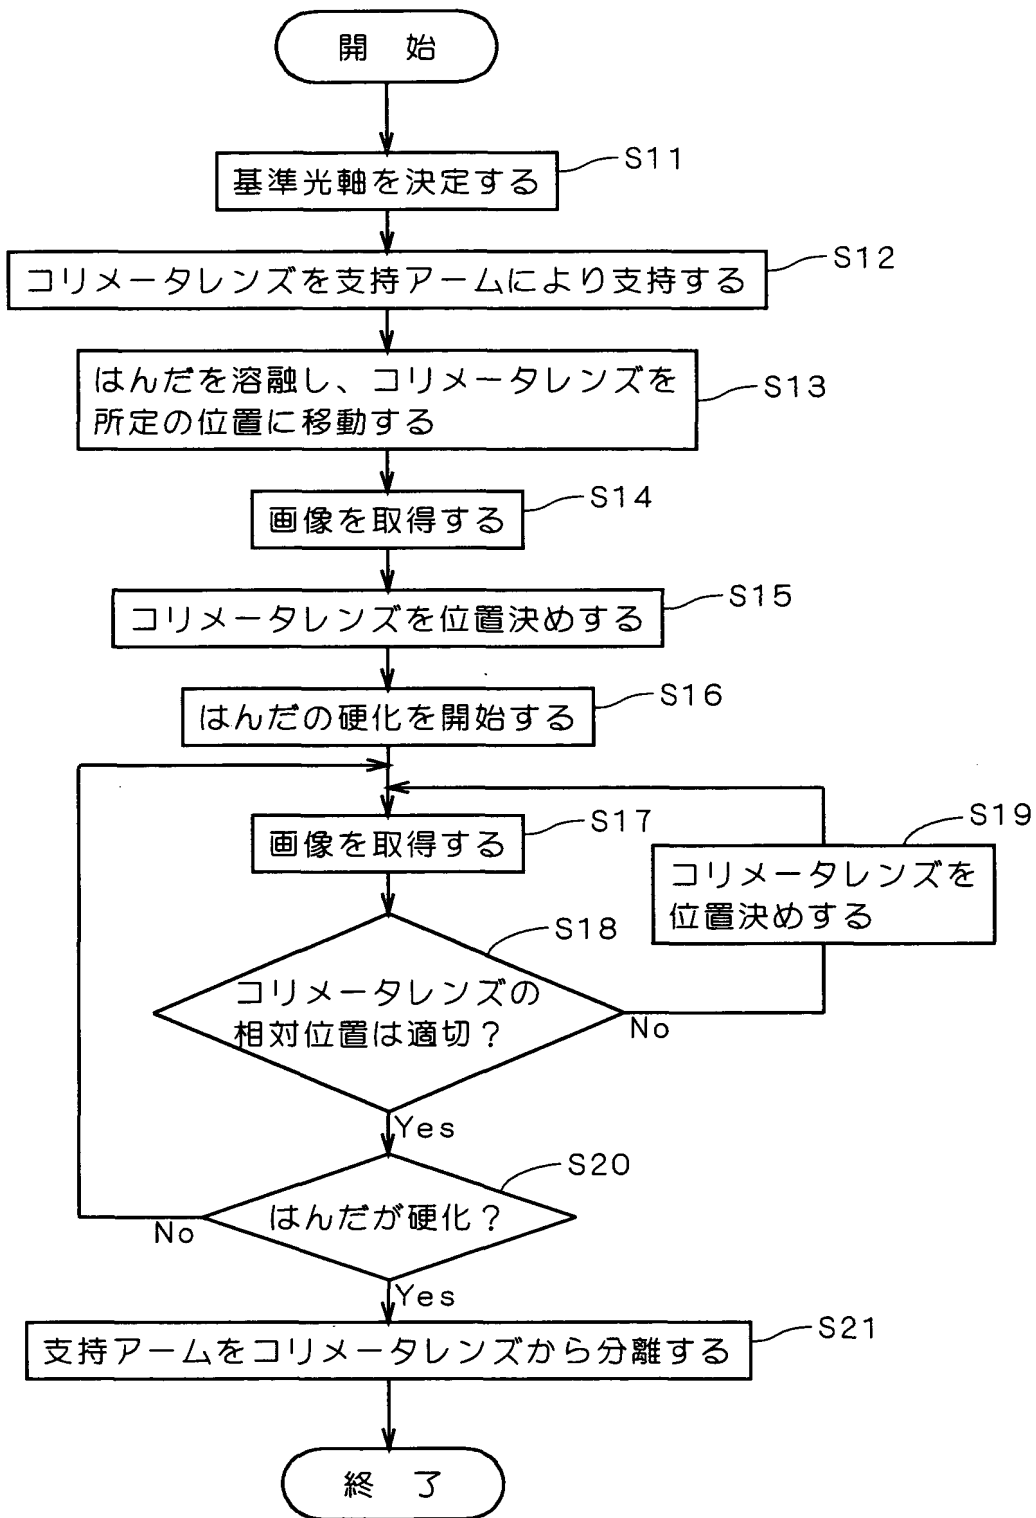 開 始
基準光軸を決定する
S11
コリメータレンズを支持アームにより支持する
S12
はんだを溶融し、コリメータレンズを
所定の位置に移動する
S13
画像を取得する
S14
コリメータレンズを位置決めする
S15
はんだの硬化を開始する
S16
画像を取得する
S17
コリメータレンズを
位置決めする
S19
コリメータレンズの
相対位置は適切？
S18
No
Yes
はんだが硬化？
S20
No
Yes
支持アームをコリメータレンズから分離する
S21
終 了